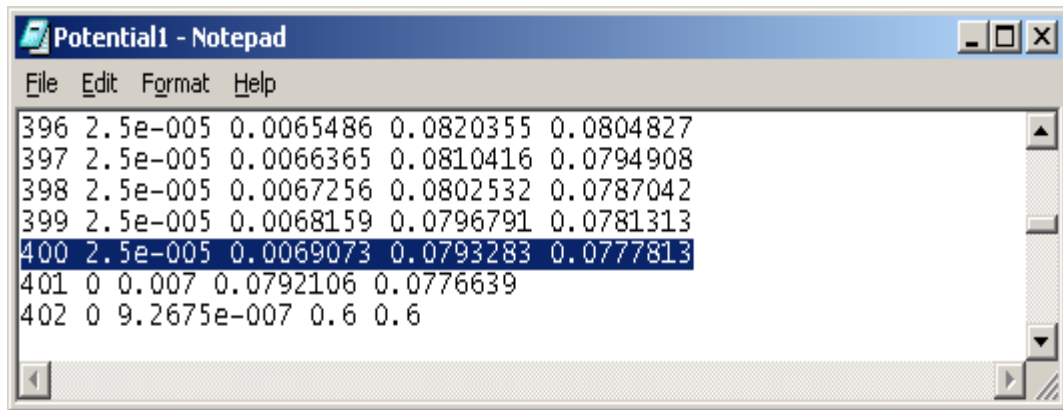 Potential1 - Notepad
File Edit Format Help
396 2.5e-005 0.0065486 0.0820355 0.0804827
397 2.5e-005 0.0066365 0.0810416 0.0794908
398 2.5e-005 0.0067256 0.0802532 0.0787042
399 2.5e-005 0.0068159 0.0796791 0.0781313
400 2.5e-005 0.0069073 0.0793283 0.0777813
401 0 0.007 0.0792106 0.0776639
402 0 9.2675e-007 0.6 0.6